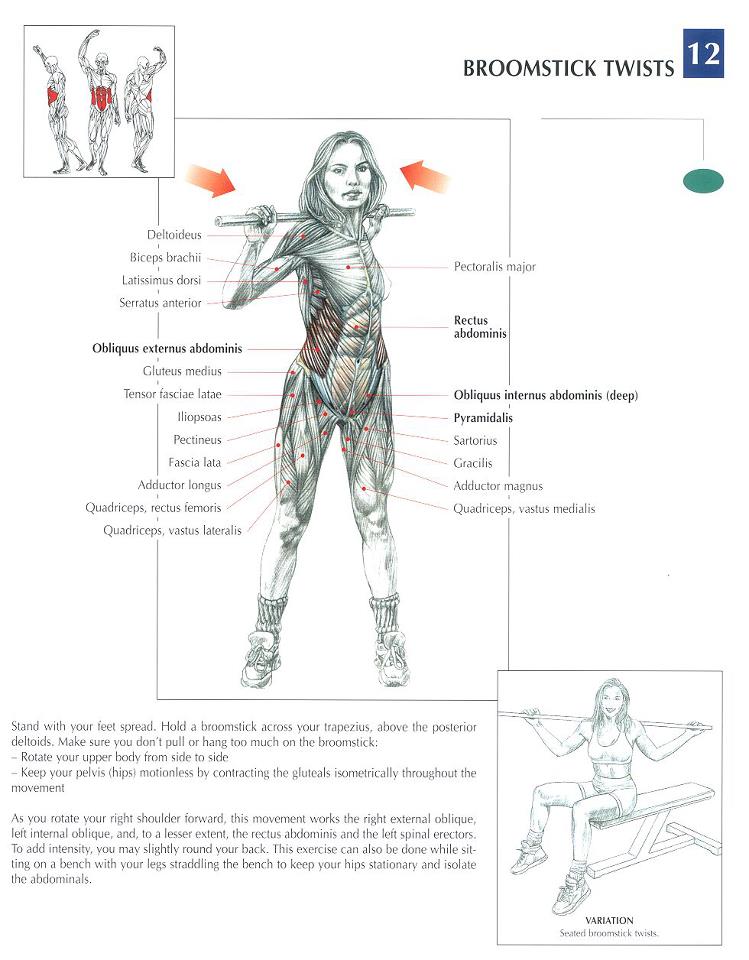 BROOMSTICK TWISTS 12
Deltoideus
Biceps brachii
Latissimus dorsi
Serratus anterior
Obliquus externus abdominis
Gluteus medius
Tensor fasciae latae
Iliopsoas
Pectineus
Fascia lata
Adductor longus
Quadriceps, rectus femoris
Quadriceps, vastus lateralis
Pectoralis major
Rectus
abdominis
Obliquus internus abdominis (deep)
Pyramidalis
Sartorius
Gracilis
Adductor magnus
Quadriceps, vastus medialis
Stand with your feet spread. Hold a broomstick across your trapezius, above the posterior
deltoids. Make sure you don't pull or hang too much on the broomstick:
– Rotate your upper body from side to side
– Keep your pelvis (hips) motionless by contracting the gluteals isometrically throughout the
movement
As you rotate your right shoulder forward, this movement works the right external oblique,
left internal oblique, and, to a lesser extent, the rectus abdominis and the left spinal erectors.
To add intensity, you may slightly round your back. This exercise can also be done while sit-
ting on a bench with your legs straddling the bench to keep your hips stationary and isolate
the abdominals.
VARIATION
Seated broomstick twists.